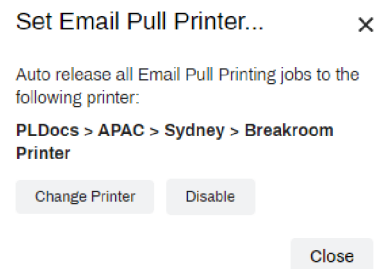 Set Email Pull Printer...
Auto release all Email Pull Printing jobs to the
following printer:
PLDocs > APAC > Sydney > Breakroom
Printer
Change Printer Disable
Close